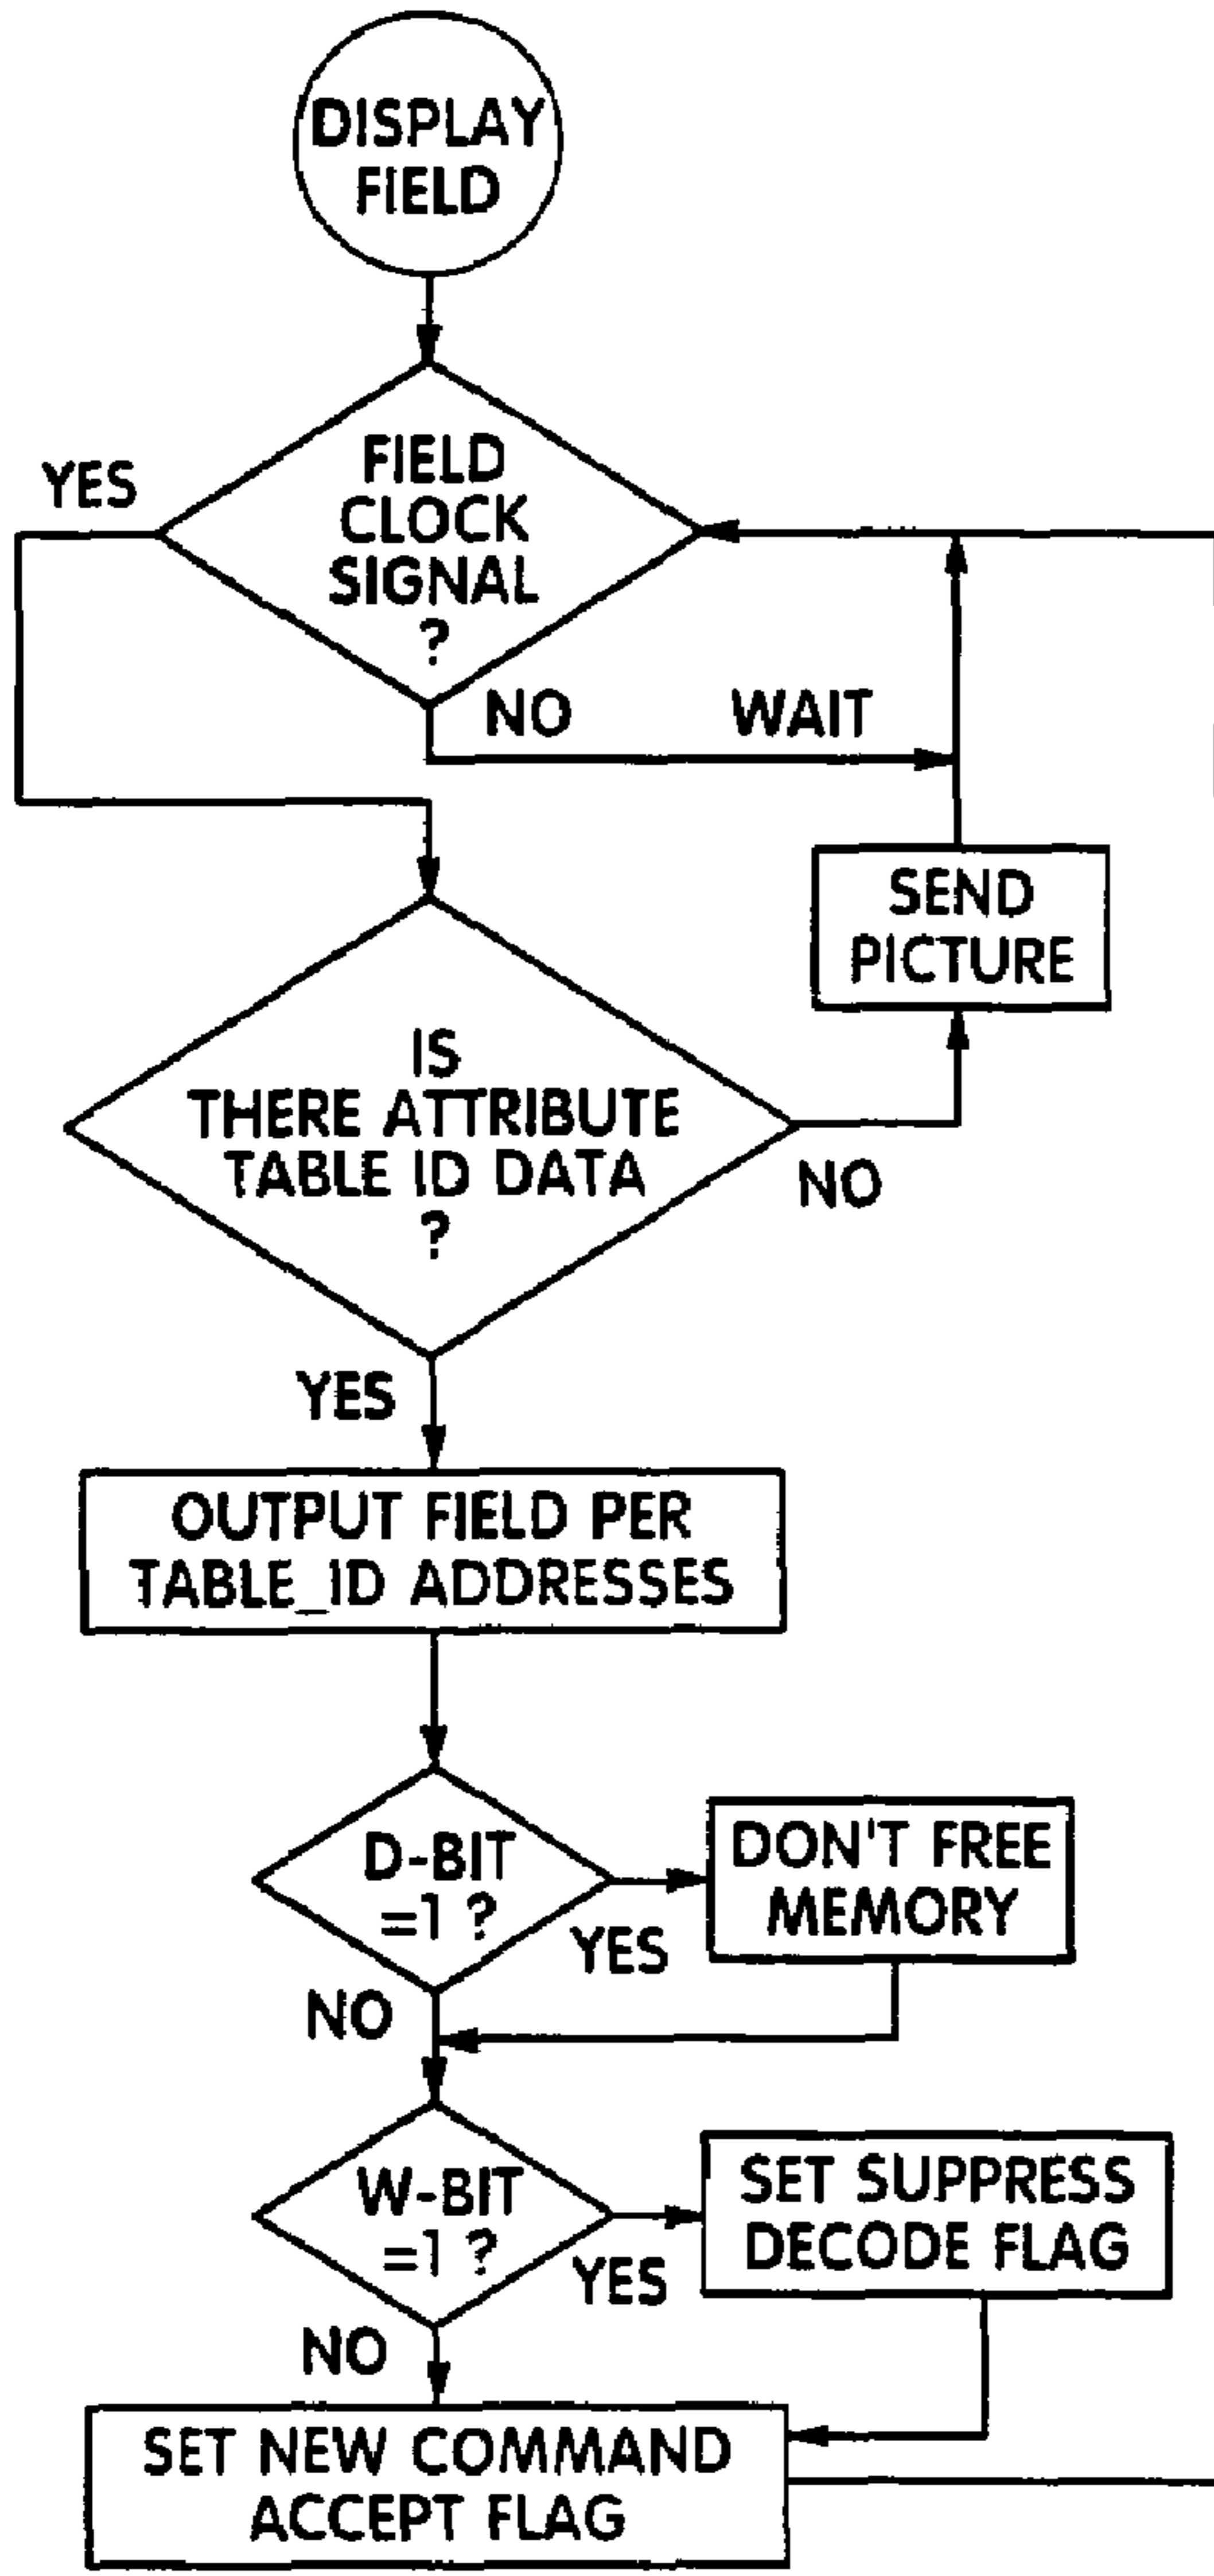 DISPLAY
FIELD
YES
FIELD
CLOCK
SIGNAL
?
NO
WAIT
SEND
PICTURE
IS
THERE ATTRIBUTE
TABLE ID DATA
?
NO
YES
OUTPUT FIELD PER
TABLE_ID ADDRESSES
D-BIT
=1 ?
YES
DON'T FREE
MEMORY
NO
W-BIT
=1 ?
YES
SET SUPPRESS
DECODE FLAG
NO
SET NEW COMMAND
ACCEPT FLAG